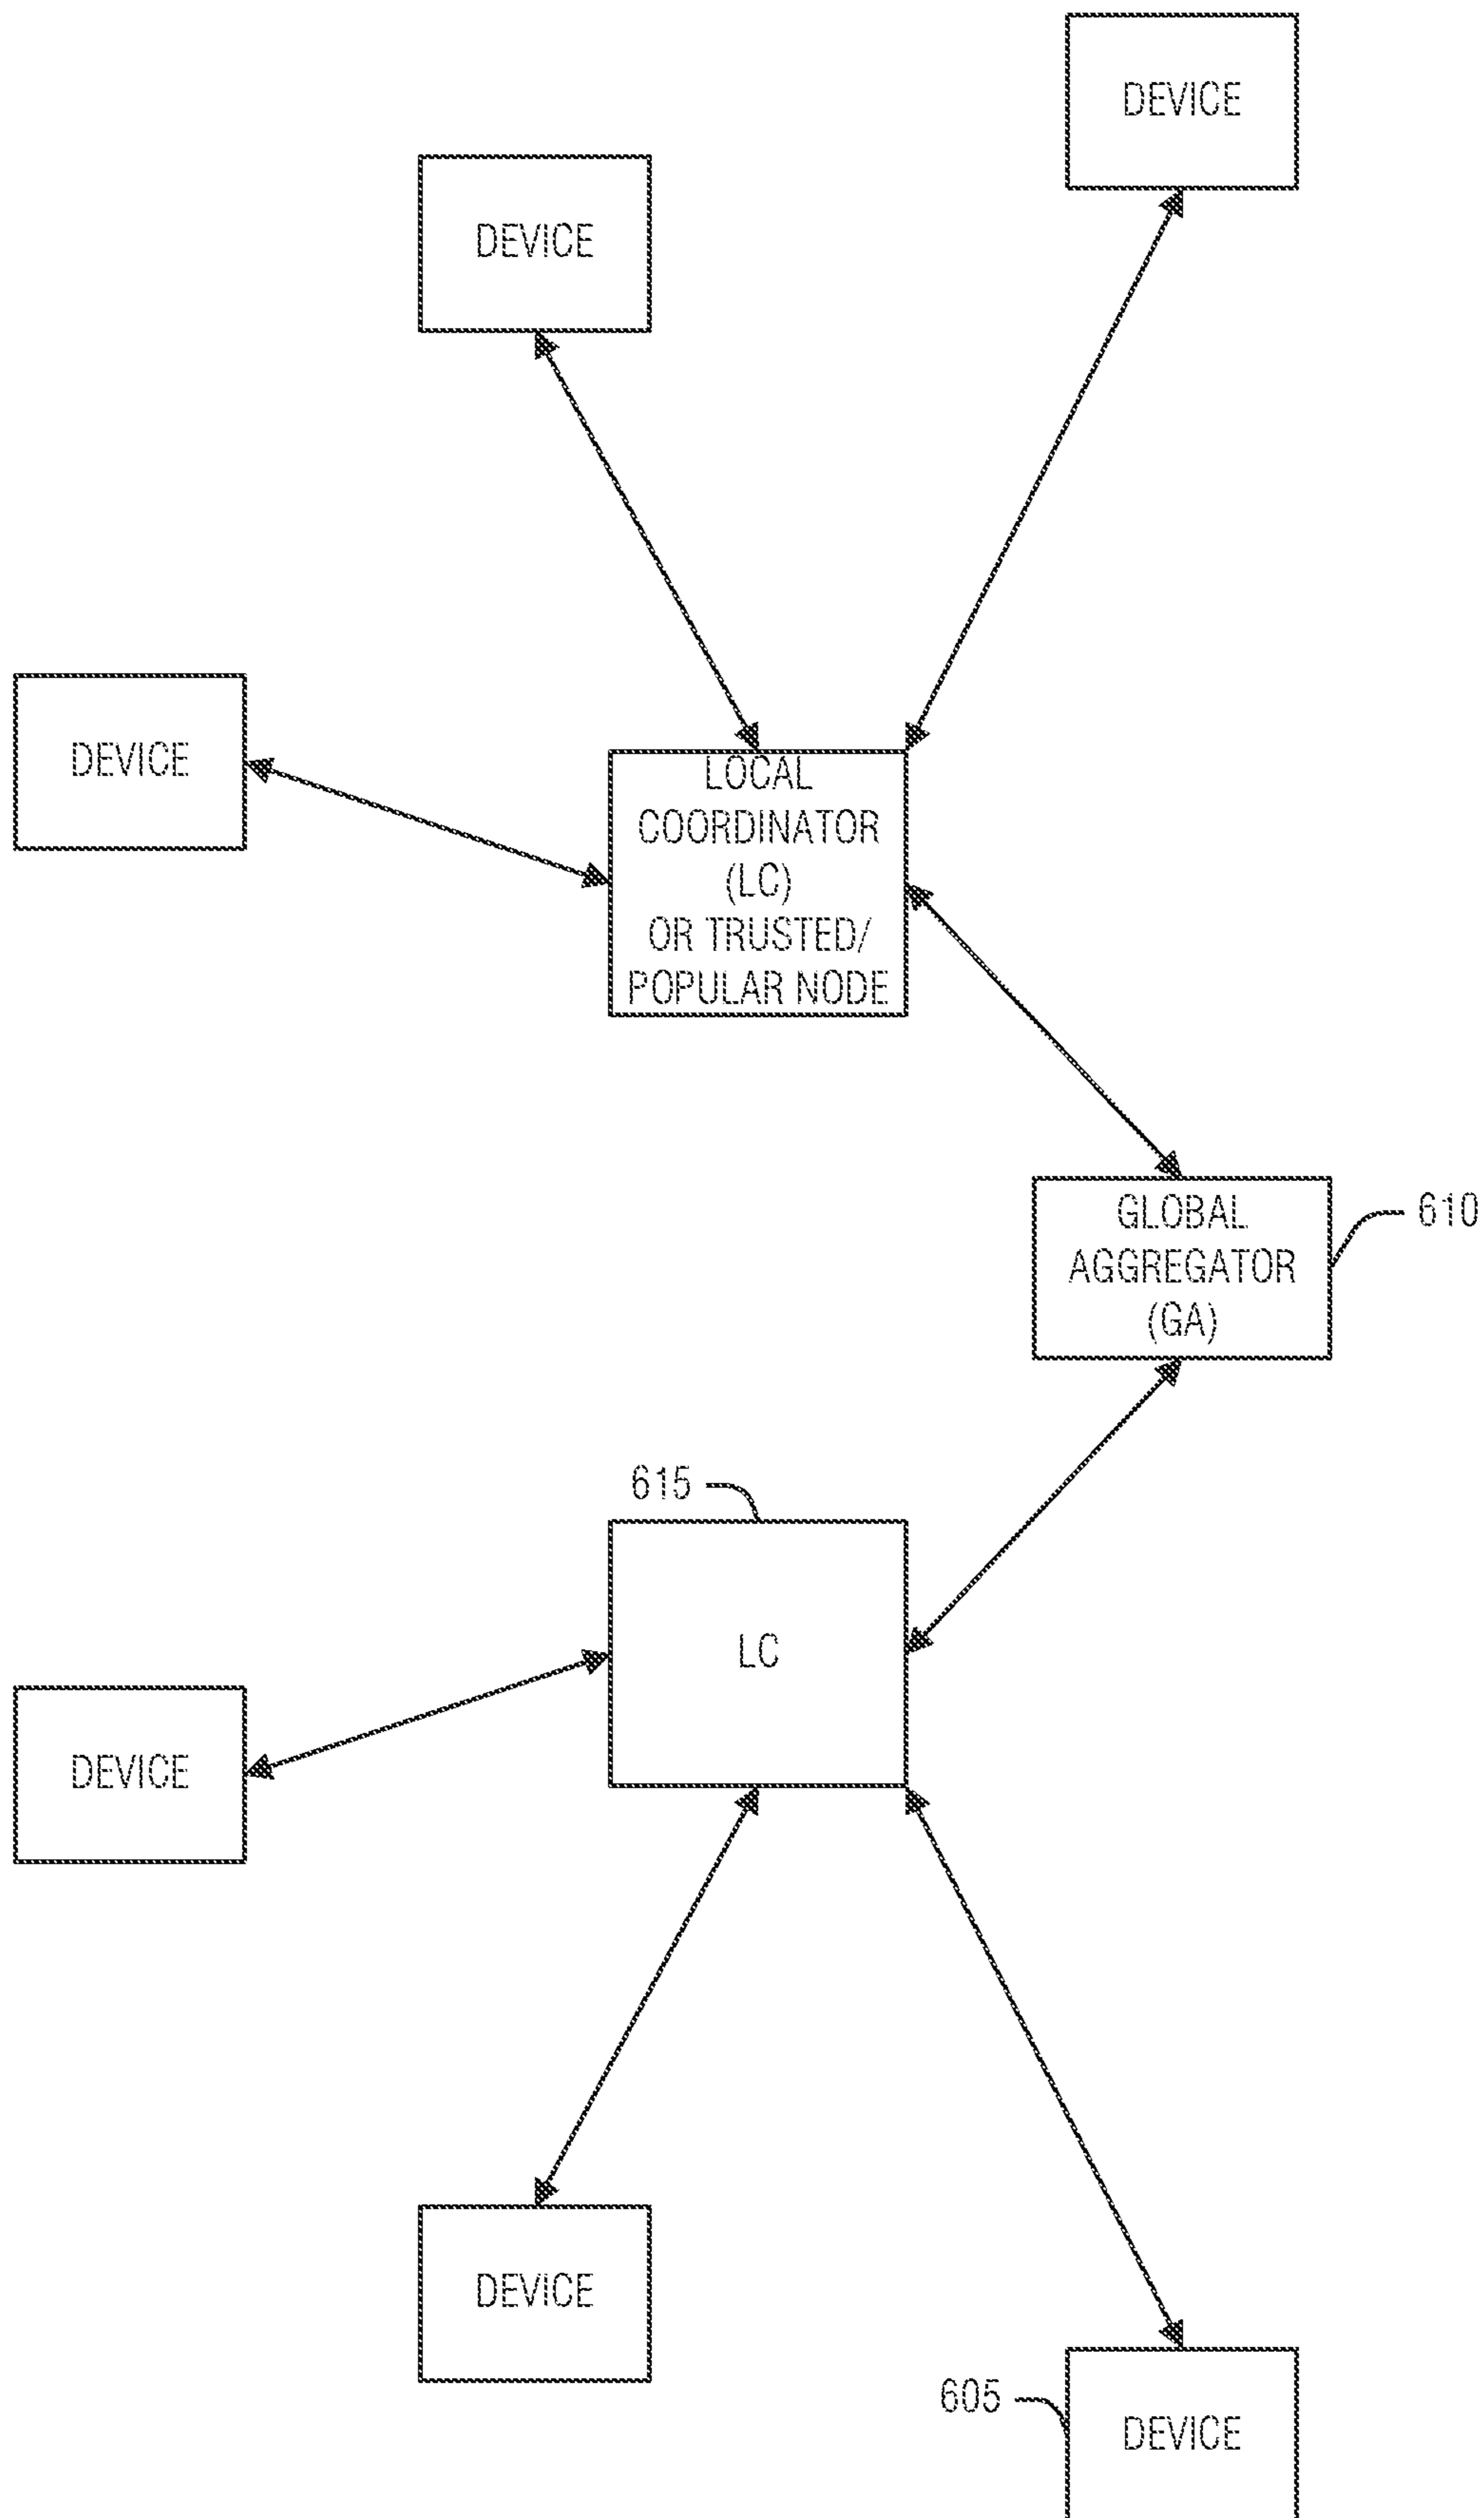 DEVICE
DEVICE
DEVICE
LOCAL
COORDINATOR
(LC)
OR TRUSTED/
POPULAR NODE
GLOBAL
AGGREGATOR
(GA)
610
615
LC
DEVICE
DEVICE
605
DEVICE